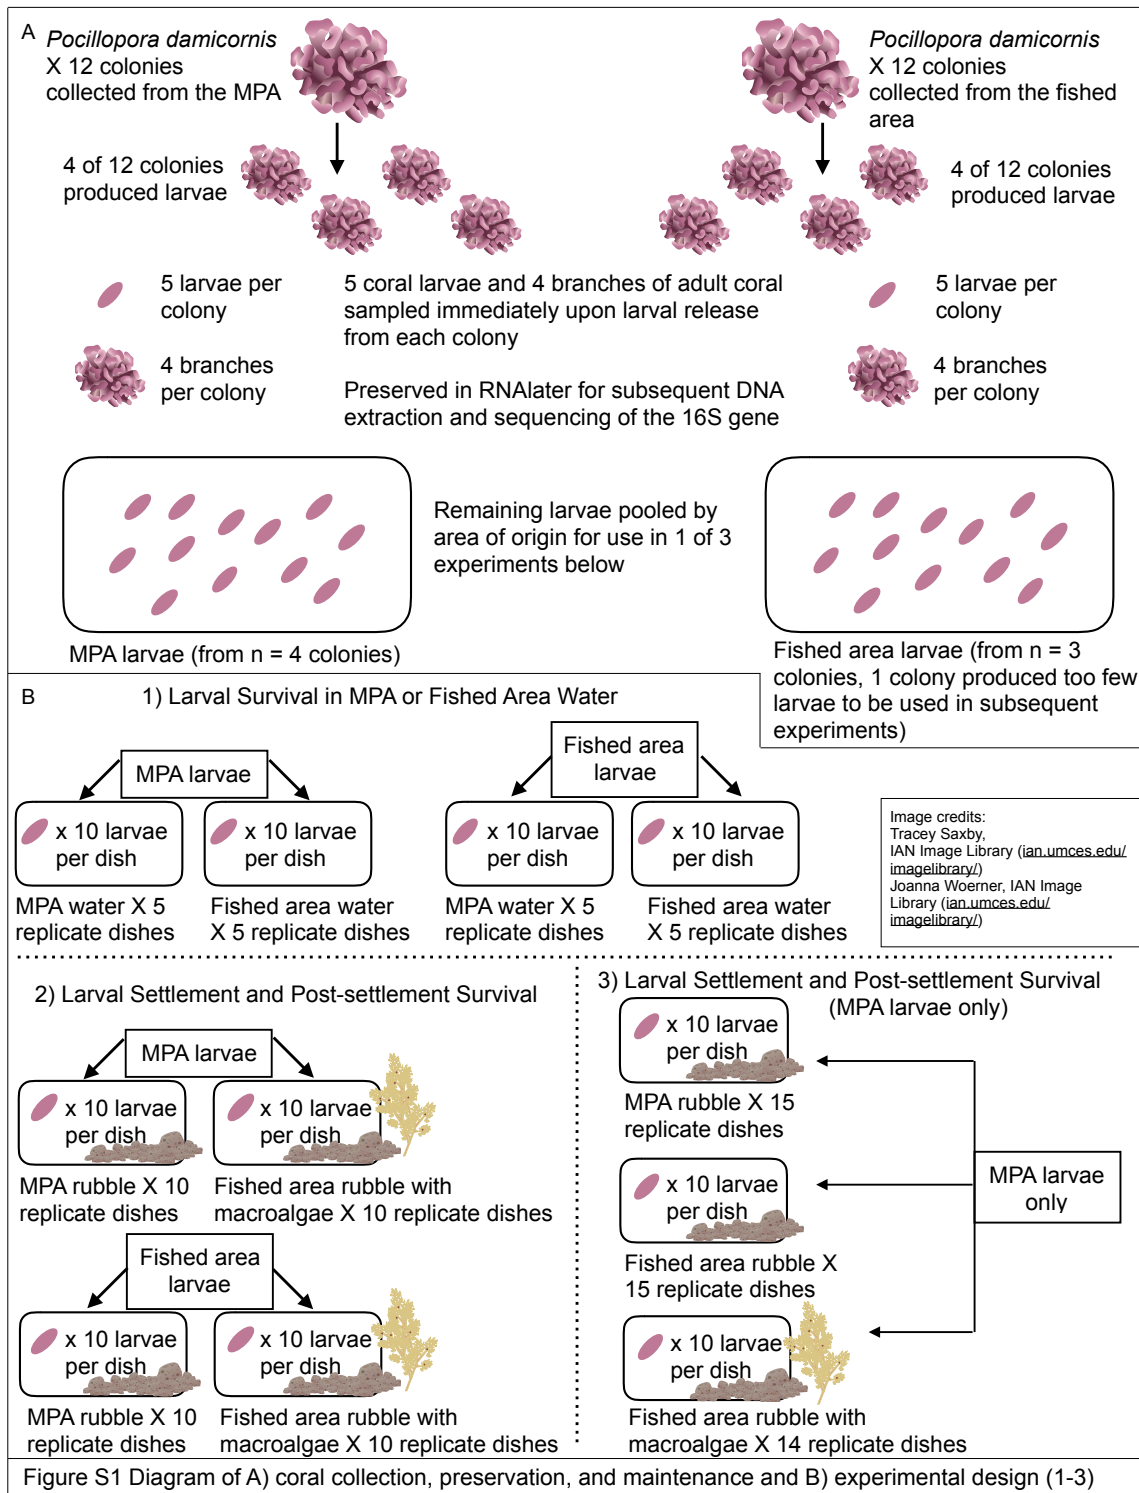 A
Pocillopora damicornis
X 12 colonies
collected from the MPA
Pocillopora damicornis
X 12 colonies
collected from the fished
area
4 of 12 colonies
produced larvae
4 of 12 colonies
produced larvae
5 larvae per
colony
4 branches
per colony
5 coral larvae and 4 branches of adult coral
sampled immediately upon larval release
from each colony
Preserved in RNAlater for subsequent DNA
extraction and sequencing of the 16S gene
5 larvae per
colony
4 branches
per colony
Remaining larvae pooled by
area of origin for use in 1 of 3
experiments below
MPA larvae (from n = 4 colonies)
Fished area larvae (from n = 3
colonies, 1 colony produced too few
larvae to be used in subsequent
experiments)
B
1) Larval Survival in MPA or Fished Area Water
MPA larvae
x 10 larvae
per dish
MPA water X 5
replicate dishes
x 10 larvae
per dish
Fished area water
X 5 replicate dishes
Fished area
larvae
x 10 larvae
per dish
MPA water X 5
replicate dishes
x 10 larvae
per dish
Fished area water
X 5 replicate dishes
Image credits:
Tracey Saxby,
IAN Image Library (ian.umces.edu/
imagelibrary/)
Joanna Woerner, IAN Image
Library (ian.umces.edu/
imagelibrary/)
2) Larval Settlement and Post-settlement Survival
MPA larvae
x 10 larvae
per dish
MPA rubble X 10
replicate dishes
x 10 larvae
per dish
Fished area rubble with
macroalgae X 10 replicate dishes
Fished area
larvae
x 10 larvae
per dish
MPA rubble X 10
replicate dishes
x 10 larvae
per dish
Fished area rubble with
macroalgae X 10 replicate dishes
3) Larval Settlement and Post-settlement Survival
(MPA larvae only)
x 10 larvae
per dish
MPA rubble X 15
replicate dishes
x 10 larvae
per dish
Fished area rubble X
15 replicate dishes
x 10 larvae
per dish
Fished area rubble with
macroalgae X 14 replicate dishes
MPA larvae
only
Figure S1 Diagram of A) coral collection, preservation, and maintenance and B) experimental design (1-3)